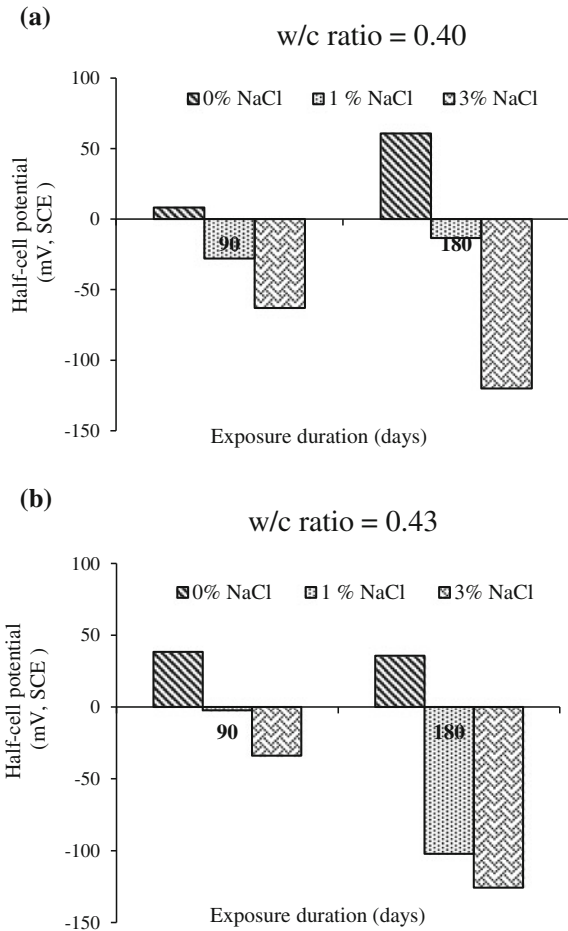 (a)
w/c ratio = 0.40
100
0% NaCl 1 % NaCl 3% NaCl
50
0
90 180
-50
-100
-150
Half-cell potential
(mV, SCE )
Exposure duration (days)
(b)
w/c ratio = 0.43
100
0% NaCl 1 % NaCl 3% NaCl
50
0
90 180
-50
-100
-150
Half-cell potential
(mV, SCE )
Exposure duration (days)